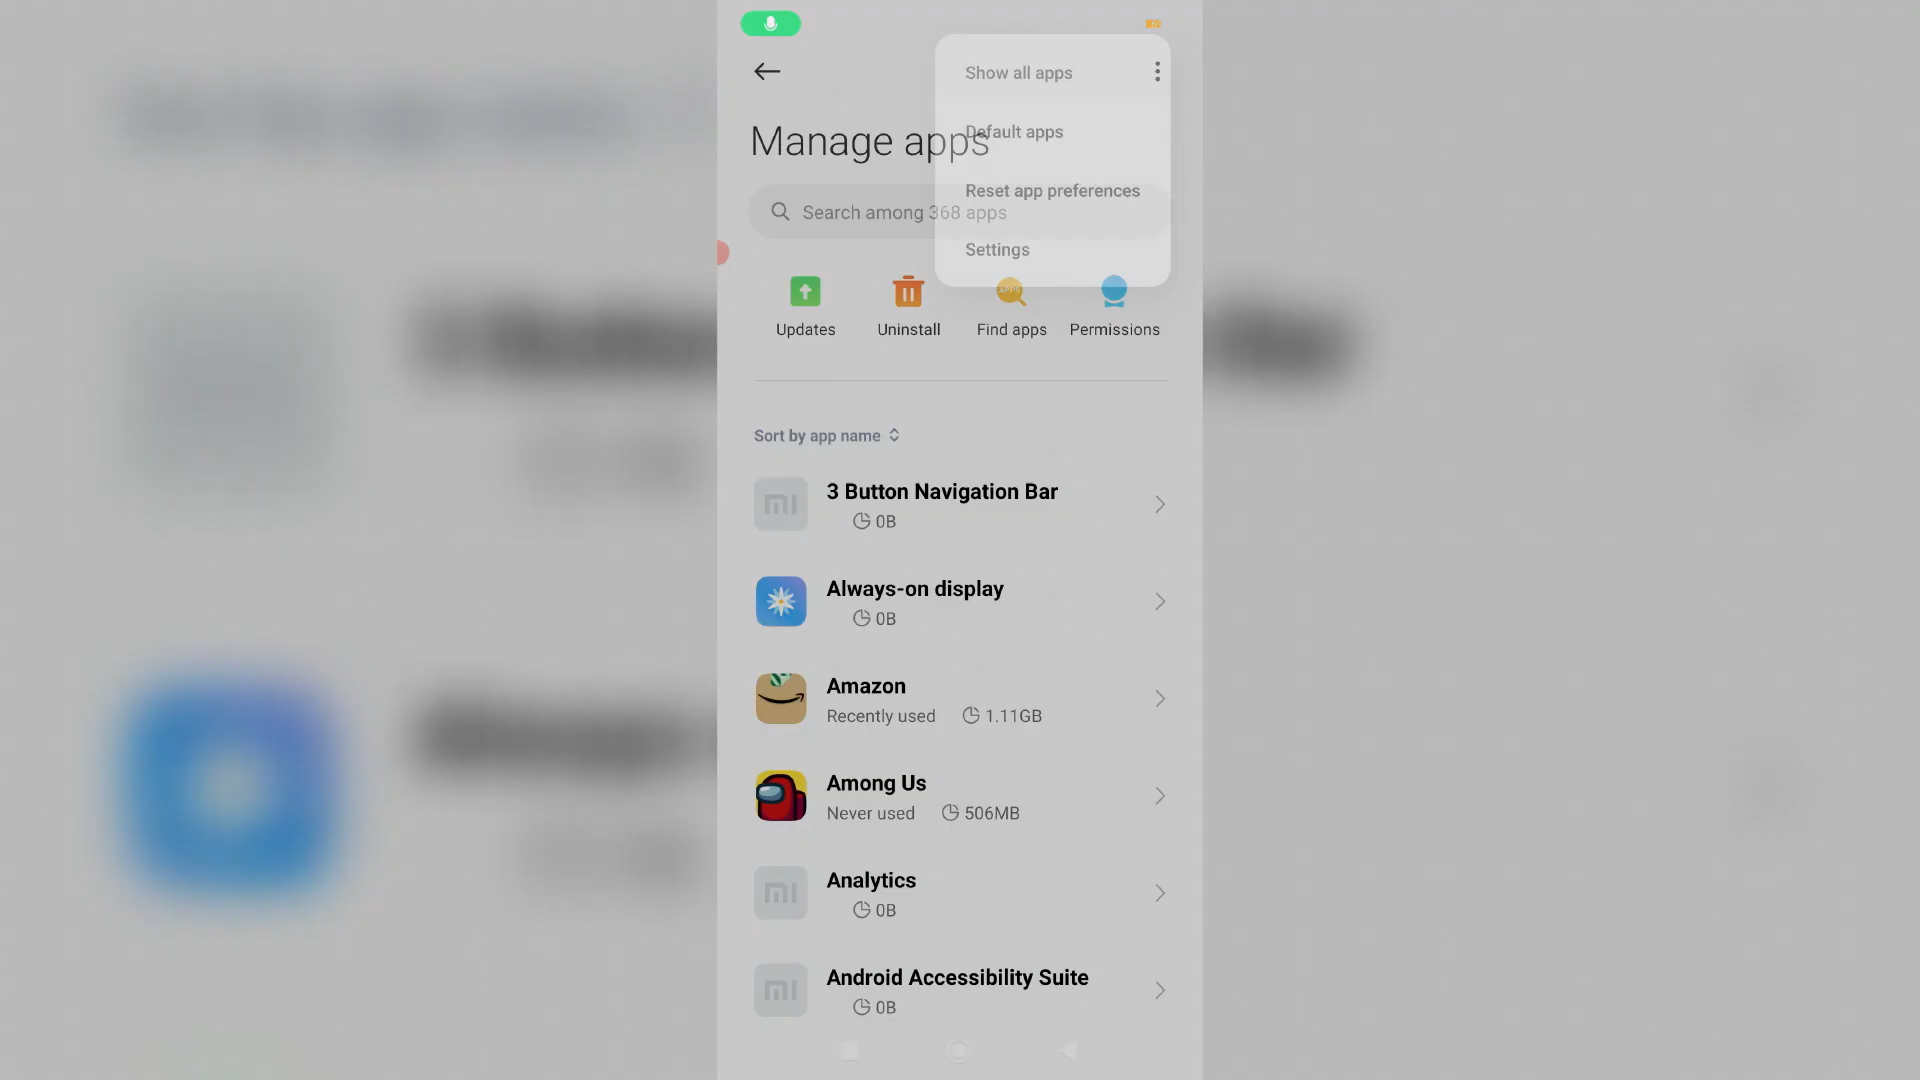 Show all apps
Default apps
Manage apps
Reset app preferences
Search among 368 apps
Settings
APPS
Updates
Uninstall
Find apps
Permissions
Sort by app name
3 Button Navigation Bar
0B
Always-on display
0B
Amazon
Recently used 1.11GB
Among Us
Never used 506MB
Analytics
0B
Android Accessibility Suite
0B